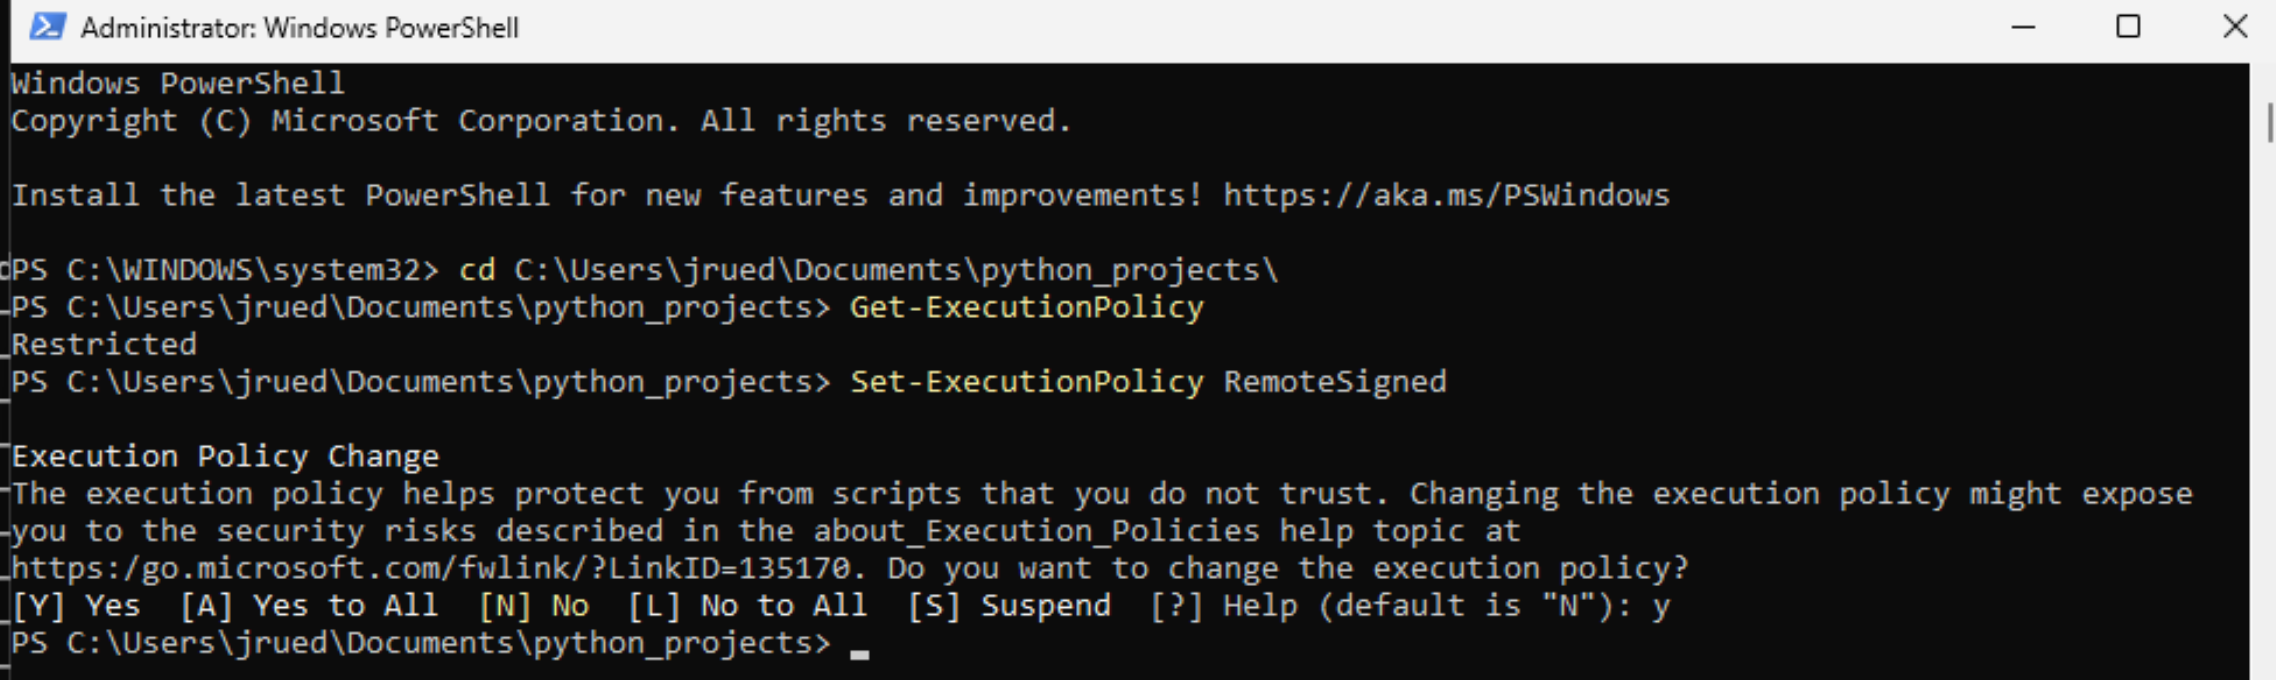 Administrator: Windows PowerShell
Windows PowerShell
Copyright (C) Microsoft Corporation. All rights reserved.
Install the latest PowerShell for new features and improvements! https://aka.ms/PSWindows
PS C:\WINDOWS\system32> cd C:\Users\jrued\Documents\python_projects\
PS C:\Users\jrued\Documents\python_projects> Get-ExecutionPolicy
Restricted
PS C:\Users\jrued\Documents\python_projects> Set-ExecutionPolicy RemoteSigned
Execution Policy Change
The execution policy helps protect you from scripts that you do not trust. Changing the execution policy might expose
you to the security risks described in the about_Execution_Policies help topic at
https:/go.microsoft.com/fwlink/?LinkID=135170. Do you want to change the execution policy?
[Y] Yes  [A] Yes to All  [N] No  [L] No to All  [S] Suspend  [?] Help (default is "N"): y
PS C:\Users\jrued\Documents\python_projects>